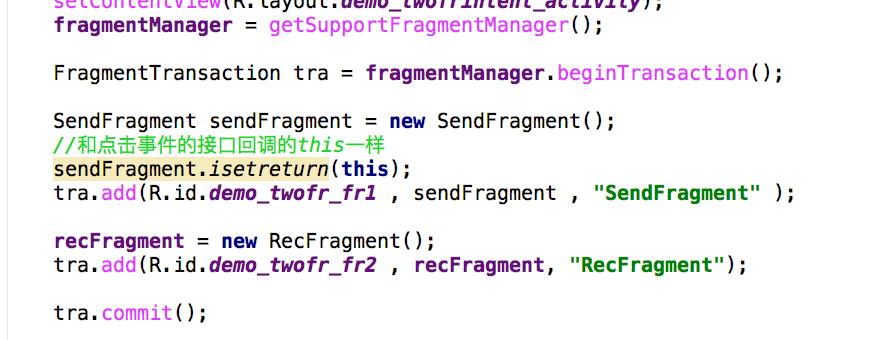 setContentView(R.layout.demo_twofrintent_activity);
fragmentManager = getSupportFragmentManager();
FragmentTransaction tra = fragmentManager.beginTransaction();
SendFragment sendFragment = new SendFragment();
//和点击事件的接口回调的this一样
sendFragment.isetreturn(this);
tra.add(R.id.demo_twofr_fr1 , sendFragment , "SendFragment" );
recFragment = new RecFragment();
tra.add(R.id.demo_twofr_fr2 , recFragment, "RecFragment");
tra.commit();